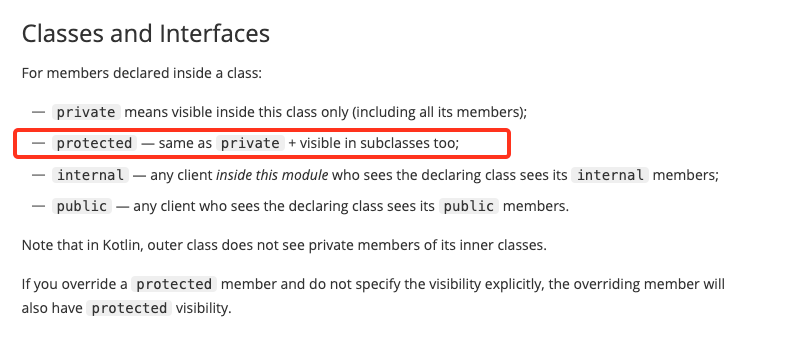 Classes and Interfaces
For members declared inside a class:
— private means visible inside this class only (including all its members);
— protected — same as private + visible in subclasses too;
— internal — any client inside this module who sees the declaring class sees its internal members;
— public — any client who sees the declaring class sees its public members.
Note that in Kotlin, outer class does not see private members of its inner classes.
If you override a protected member and do not specify the visibility explicitly, the overriding member will
also have protected visibility.